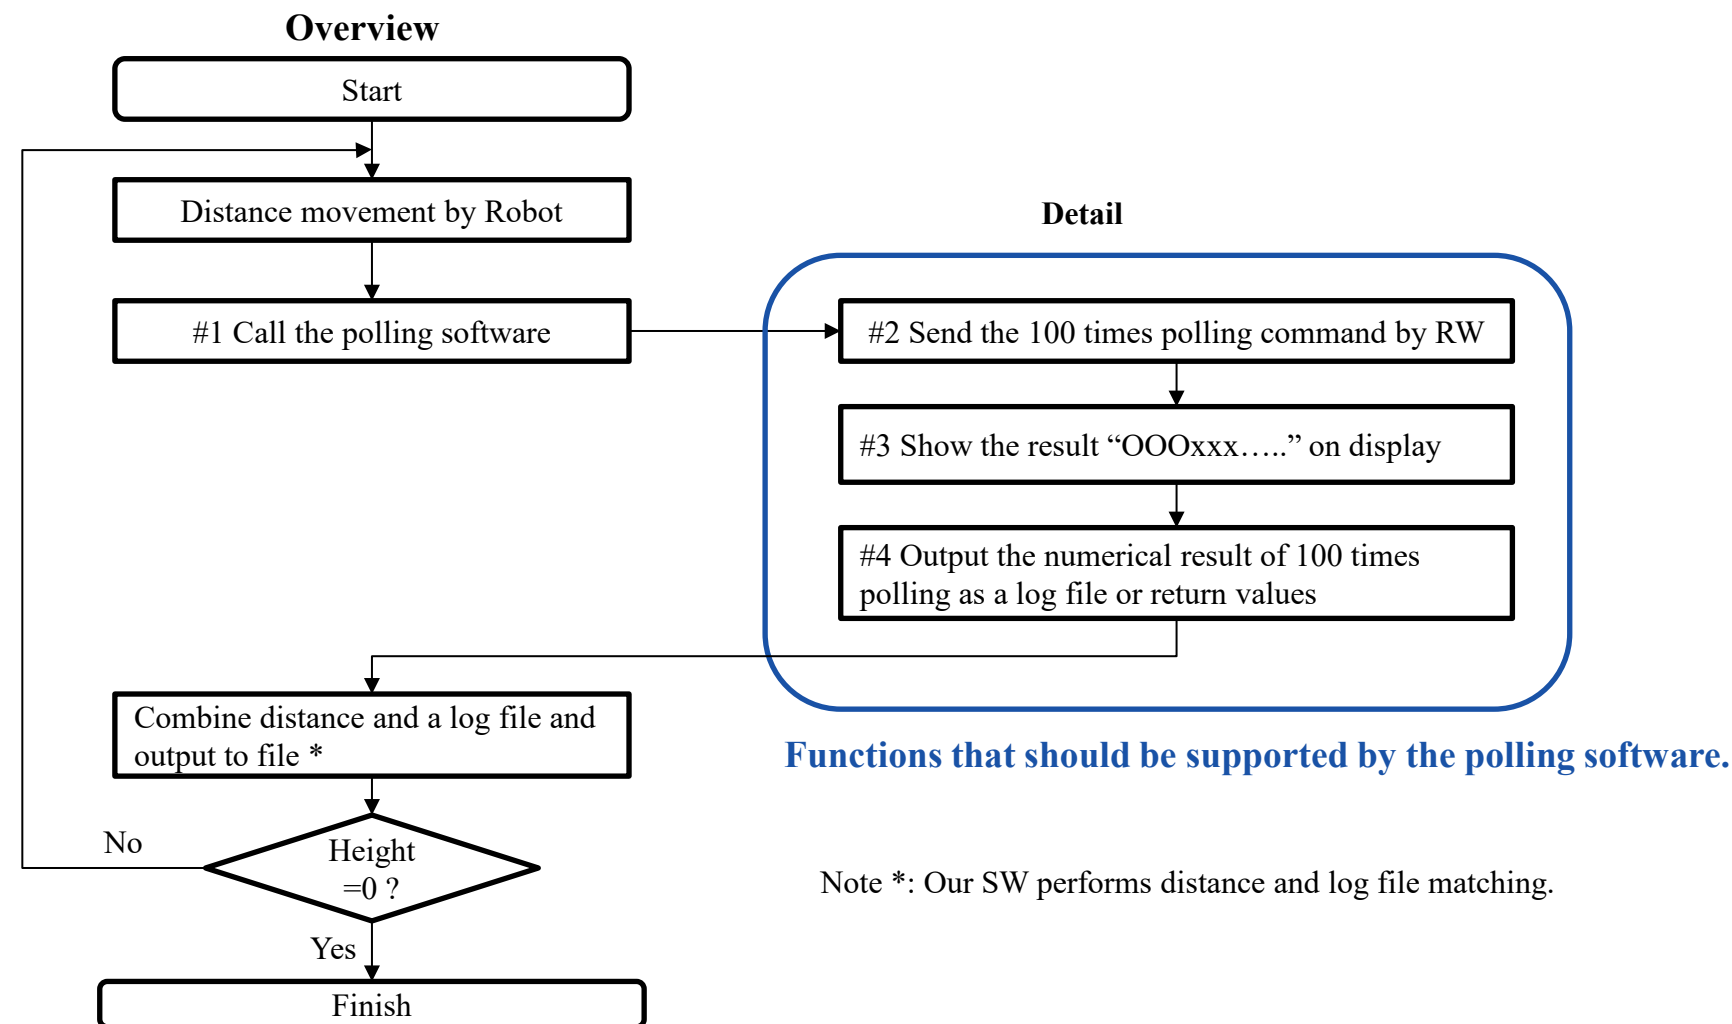 Overview
Start
Distance movement by Robot
#1 Call the polling software
Detail
#2 Send the 100 times polling command by RW
#3 Show the result “OOOxxx…..” on display
#4 Output the numerical result of 100 times
polling as a log file or return values
Functions that should be supported by the polling software.
Combine distance and a log file and
output to file *
Height
=0 ?
No
Yes
Finish
Note *: Our SW performs distance and log file matching.